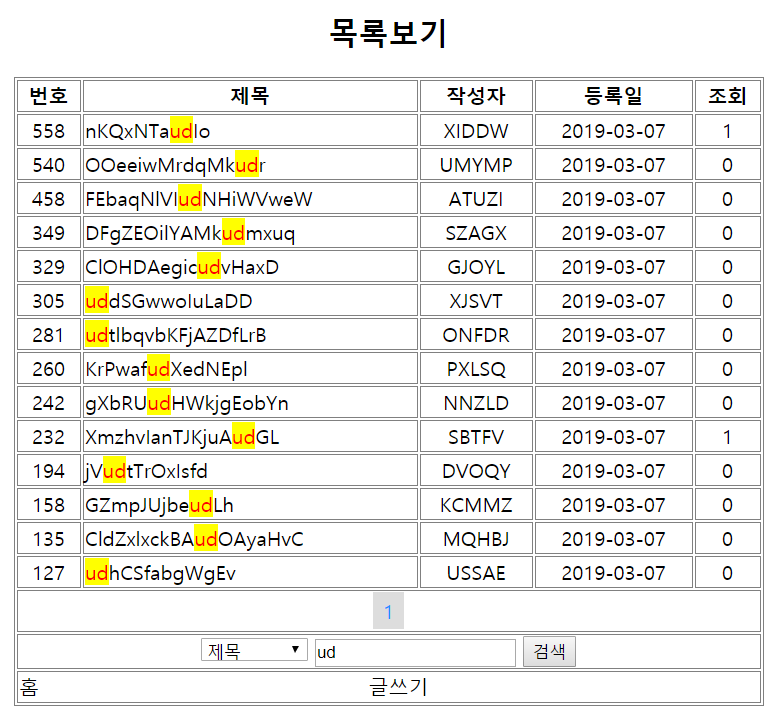 목록보기
번호 제목 작성자 등록일 조회
558 nKQxNTaudIo XIDDW 2019-03-07 1
540 OOeeiwMrdqMkudr UMYMP 2019-03-07 0
458 FEbaqNlVIudNHiWVweW ATUZI 2019-03-07 0
349 DFgZEOilYAMkudmxuq SZAGX 2019-03-07 0
329 ClOHDAegicudvHaxD GJOYL 2019-03-07 0
305 uddSGwwoIuLaDD XJSVT 2019-03-07 0
281 udtlbqvbKFjAZDfLrB ONFDR 2019-03-07 0
260 KrPwafudXedNEpl PXLSQ 2019-03-07 0
242 gXbRUudHWkjgEobYn NNZLD 2019-03-07 0
232 XmzhvIanTJKjuAudGL SBTFV 2019-03-07 1
194 jVudtTrOxIsfd DVOQY 2019-03-07 0
158 GZmpJUjbeudLh KCMMZ 2019-03-07 0
135 CldZxlxckBAudOAyaHvC MQHBJ 2019-03-07 0
127 udhCSfabgWgEv USSAE 2019-03-07 0
1
제목 ud 검색
홈 글쓰기